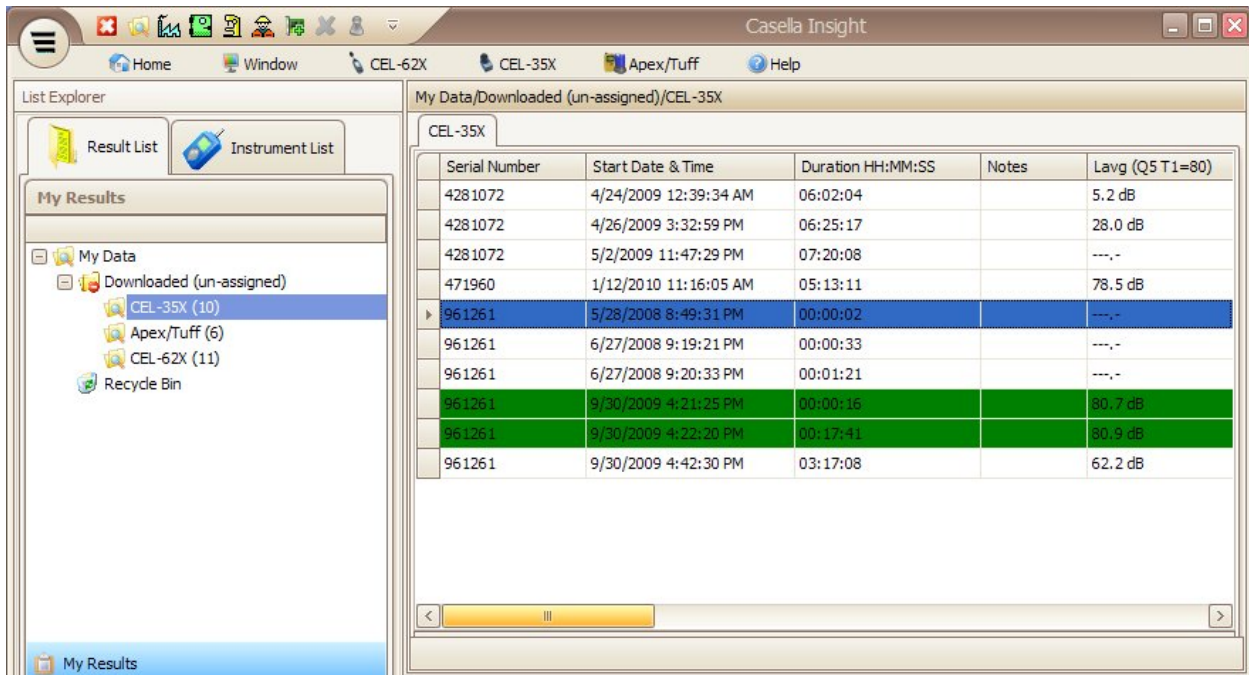 Casella Insight
Home Window CEL-62X CEL-35X Apex/Tuff Help
List Explorer
My Data/Downloaded (un-assigned)/CEL-35X
Result List Instrument List
CEL-35X
My Results
Serial Number Start Date & Time Duration HH:MM:SS Notes Lavg (Q5 T1=80)
4281072 4/24/2009 12:39:34 AM 06:02:04 5.2 dB
4281072 4/26/2009 3:32:59 PM 06:25:17 28.0 dB
4281072 5/2/2009 11:47:29 PM 07:20:08 ---.-
471960 1/12/2010 11:16:05 AM 05:13:11 78.5 dB
961261 5/28/2008 8:49:31 PM 00:00:02 ---.-
961261 6/27/2008 9:19:21 PM 00:00:33 ---.-
961261 6/27/2008 9:20:33 PM 00:01:21 ---.-
961261 9/30/2009 4:21:25 PM 00:00:16 80.7 dB
961261 9/30/2009 4:22:20 PM 00:17:41 80.9 dB
961261 9/30/2009 4:42:30 PM 03:17:08 62.2 dB
My Data
Downloaded (un-assigned)
CEL-35X (10)
Apex/Tuff (6)
CEL-62X (11)
Recycle Bin
My Results